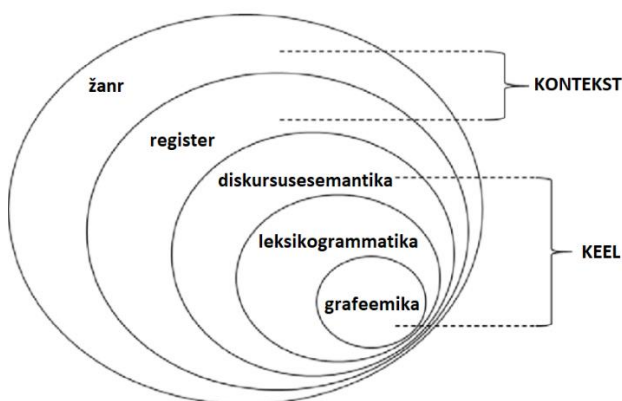 žanr
KONTEKST
register
diskursusesemantika
leksikogrammatika
KEEL
grafeemika